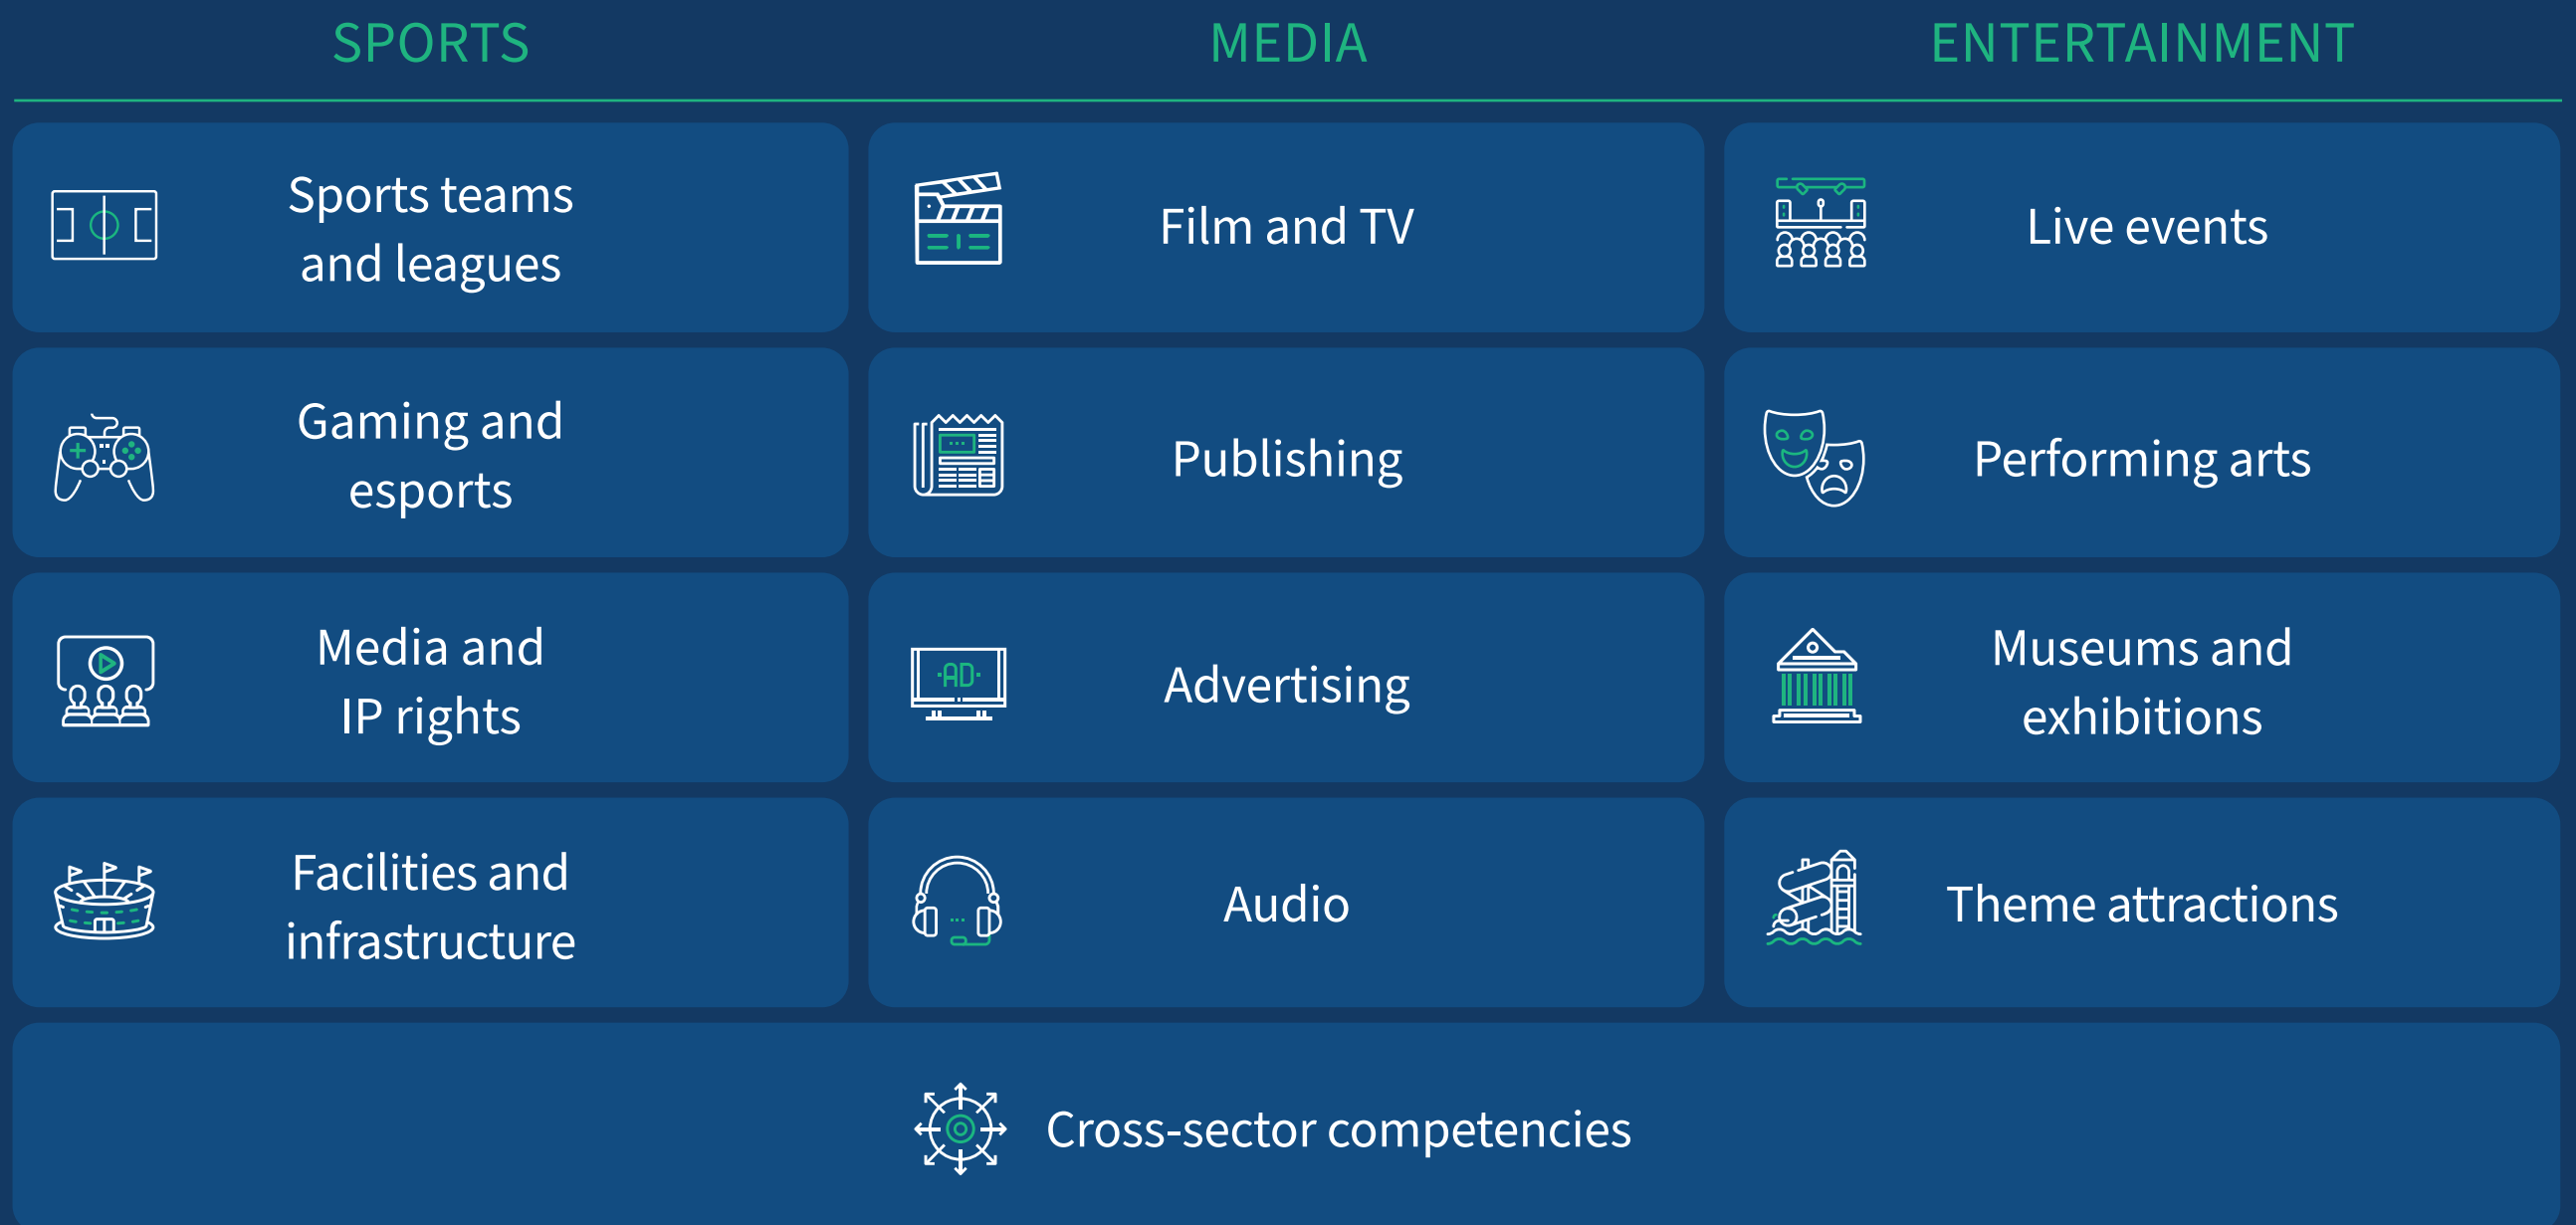 SPORTS
MEDIA
ENTERTAINMENT
Sports teams
and leagues
Film and TV
Live events
Gaming and
esports
Publishing
Performing arts
Media and
IP rights
AD
Advertising
Museums and
exhibitions
Facilities and
infrastructure
Audio
Theme attractions
Cross-sector competencies